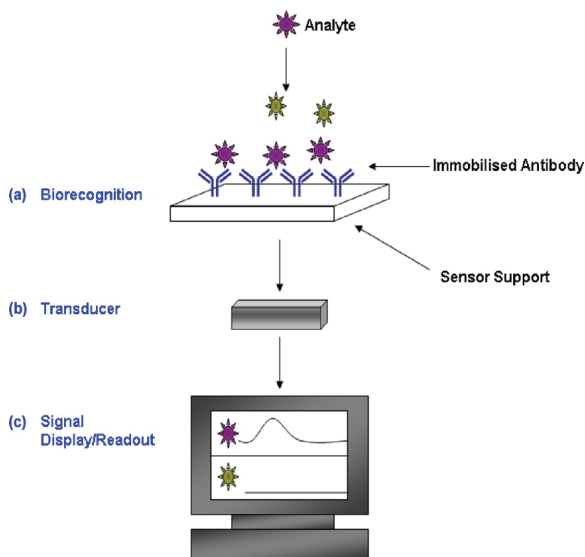 Analyte
Immobilised Antibody
(a) Biorecognition
Sensor Support
(b) Transducer
(c) Signal
Display/Readout